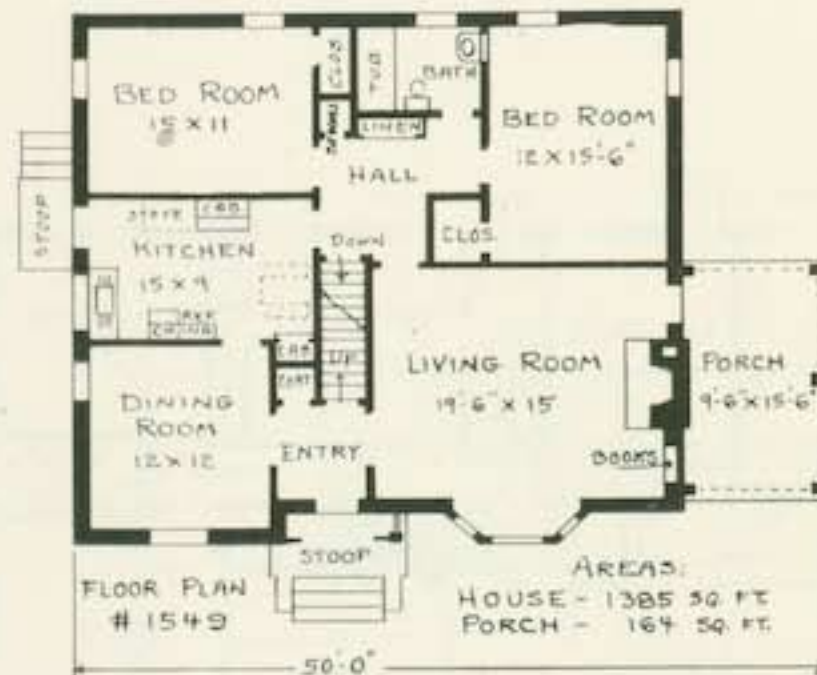 BED ROOM
15 X 11
CLOS
TUB
BATH
LINEN
BED ROOM
12 X 15'-6"
HALL
STOOP
STOVE
CAB
KITCHEN
15 X 9
REF
CAB
DOWN
UP
CLOS.
LIVING ROOM
19'-6" X 15'
PORCH
9'-6" X 15'-6"
BOOKS
DINING
ROOM
12 X 12
ENTRY
STOOP
FLOOR PLAN
# 1549
AREAS:
HOUSE - 1385 SQ. FT.
PORCH - 164 SQ. FT.
50'-0"